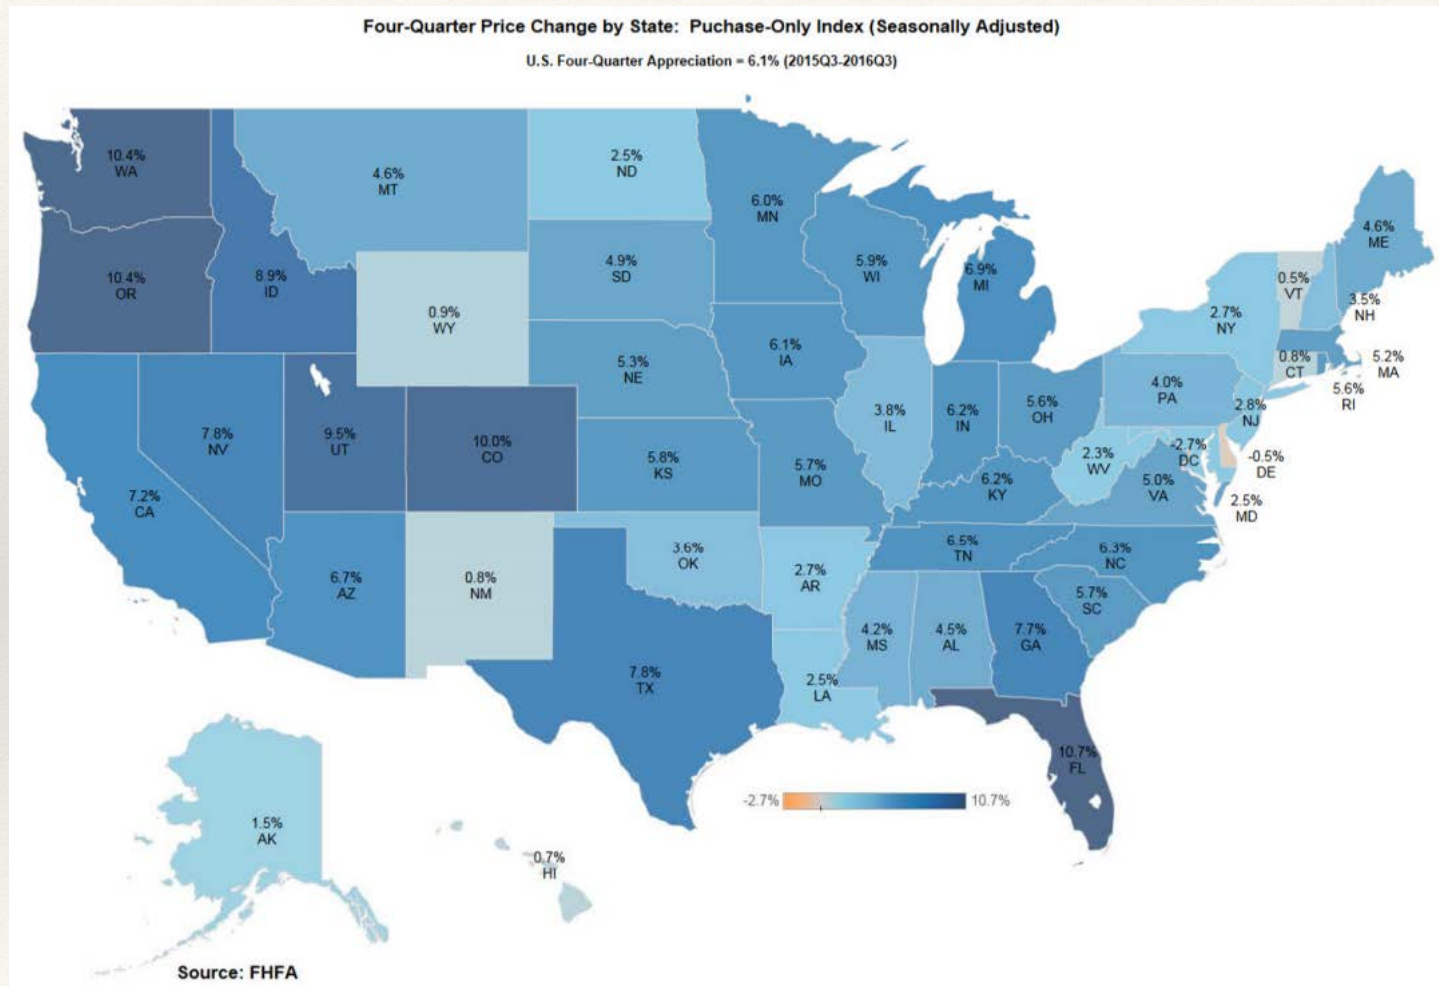 Four-Quarter Price Change by State: Puchase-Only Index (Seasonally Adjusted)
U.S. Four-Quarter Appreciation = 6.1% (2015Q3-2016Q3)
10.4%
WA
4.6%
MT
2.5%
ND
6.0%
MN
4.6%
ME
10.4%
OR
8.9%
ID
4.9%
SD
5.9%
WI
6.9%
MI
0.5%
VT
3.5%
NH
0.9%
WY
2.7%
NY
5.3%
NE
6.1%
IA
0.8%
CT
5.2%
MA
5.6%
RI
7.8%
NV
9.5%
UT
10.0%
CO
3.8%
IL
6.2%
IN
5.6%
OH
4.0%
PA
2.8%
NJ
7.2%
CA
5.8%
KS
5.7%
MO
6.2%
KY
2.3%
WV
-2.7%
DC
-0.5%
DE
5.0%
VA
2.5%
MD
6.7%
AZ
0.8%
NM
3.6%
OK
2.7%
AR
6.5%
TN
6.3%
NC
5.7%
SC
7.8%
TX
2.5%
LA
4.2%
MS
4.5%
AL
7.7%
GA
10.7%
FL
-2.7%
10.7%
1.5%
AK
0.7%
HI
Source: FHFA